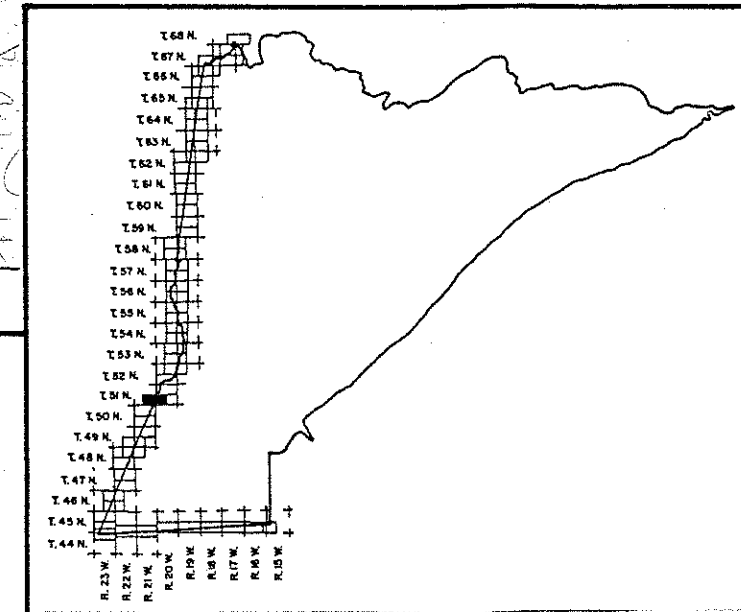 T. 68 N.
T. 67 N.
T. 66 N.
T. 65 N.
T. 64 N.
T. 63 N.
T. 62 N.
T. 61 N.
T. 60 N.
T. 59 N.
T. 58 N.
T. 57 N.
T. 56 N.
T. 55 N.
T. 54 N.
T. 53 N.
T. 52 N.
T. 51 N.
T. 50 N.
T. 49 N.
T. 48 N.
T. 47 N.
T. 46 N.
T. 45 N.
T. 44 N.
R. 23 W.
R. 22 W.
R. 21 W.
R. 20 W.
R. 19 W.
R. 18 W.
R. 17 W.
R. 16 W.
R. 15 W.